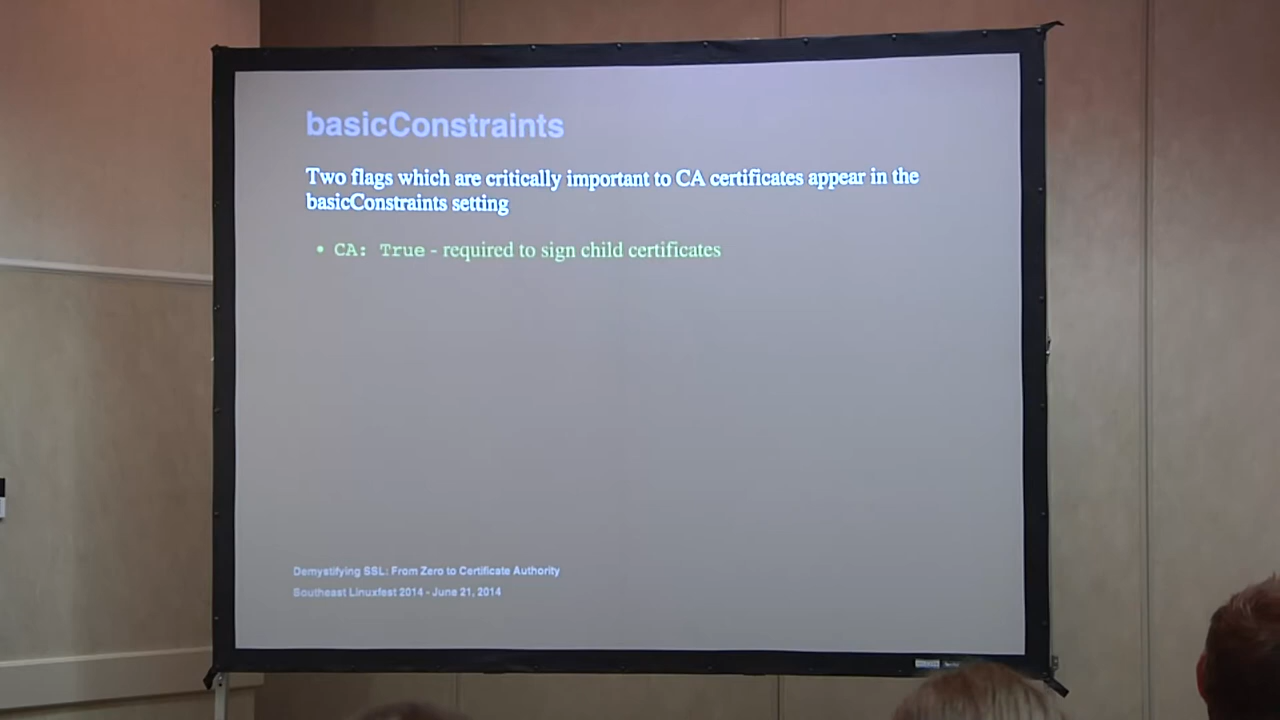 basicConstraints
Two flags which are critically important to CA certificates appear in the
basicConstraints setting
• CA: True - required to sign child certificates
Demystifying SSL: From Zero to Certificate Authority
Southeast Linuxfest 2014 - June 21, 2014